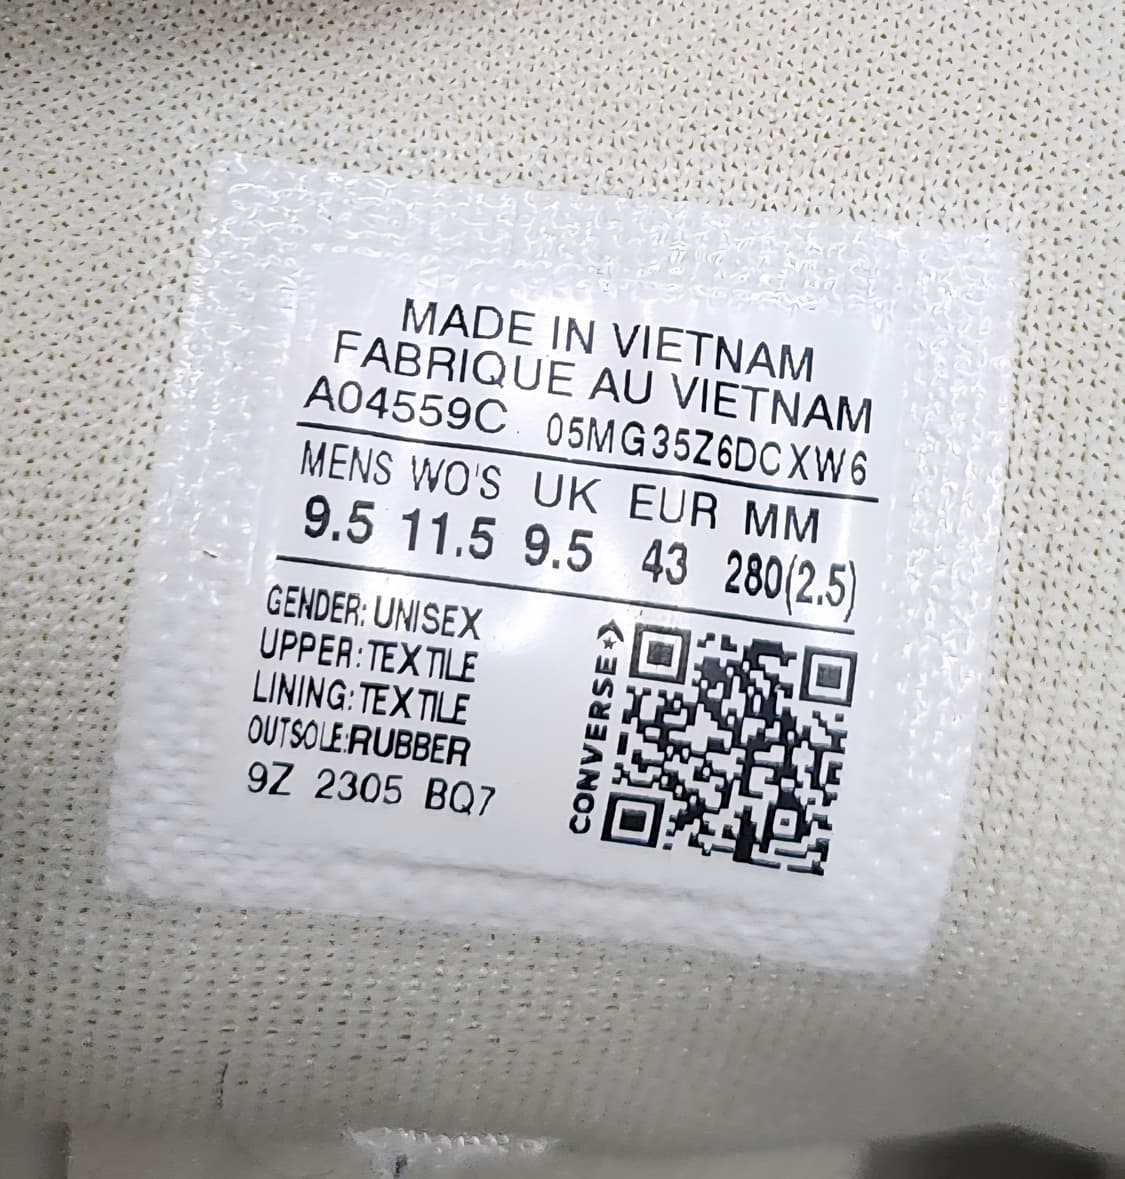 MADE IN VIETNAM
FABRIQUE AU VIETNAM
A04559C 05MG35Z6DCXW6
MENS WO'S UK EUR MM
9.5 11.5 9.5 43 280(2.5)
GENDER: UNISEX
UPPER: TEXTILE
LINING: TEXTILE
OUTSOLE:RUBBER
9Z 2305 BQ7
CONVERSE